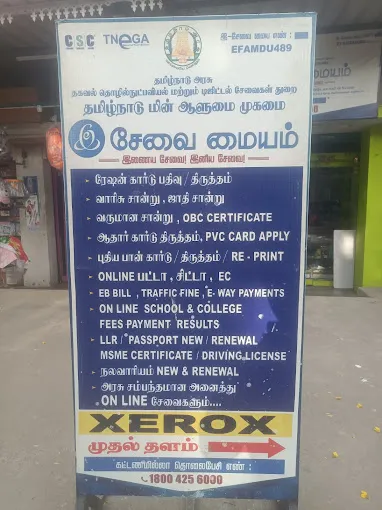 CSC TNeGA
இ-சேவை மைய எண் :
EFAMDU489
தமிழ்நாடு அரசு
தகவல் தொழில்நுட்பவியல் மற்றும் டிஜிட்டல் சேவைகள் துறை
தமிழ்நாடு மின் ஆளுமை முகமை
இ சேவை மையம்
இணைய சேவை! இனிய சேவை!
ரேஷன் கார்டு பதிவு / திருத்தம்
வாரிசு சான்று , ஜாதி சான்று
வருமான சான்று , OBC CERTIFICATE
ஆதார் கார்டு திருத்தம், PVC CARD APPLY
புதிய பான் கார்டு / திருத்தம் / RE - PRINT
ONLINE பட்டா , சிட்டா , EC
EB BILL , TRAFFIC FINE , E- WAY PAYMENTS
ON LINE SCHOOL & COLLEGE
FEES PAYMENT RESULTS
LLR / PASSPORT NEW / RENEWAL
MSME CERTIFICATE / DRIVING LICENSE
நலவாரியம் NEW & RENEWAL
அரசு சம்பந்தமான அனைத்து
ON LINE சேவைகளும்....
XEROX
முதல் தளம்
கட்டணமில்லா தொலைபேசி எண் :
1800 425 6000
மையம்